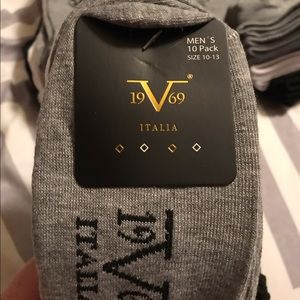 MEN´S
10 Pack
SIZE 10-13
19V69®
ITALIA
19V69
ITALIA